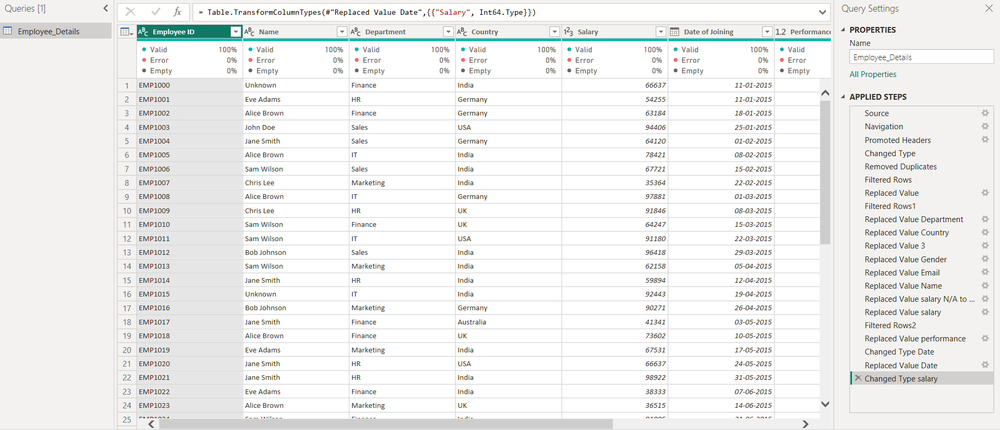 Queries [1]
Employee_Details
= Table.TransformColumnTypes(#"Replaced Value Date",{{"Salary", Int64.Type}})
Employee ID Name Department Country Salary Date of Joining 1.2 Performance
Valid 100% Valid 100% Valid 100% Valid 100% Valid 100% Valid 100% Valid
Error 0% Error 0% Error 0% Error 0% Error 0% Error 0% Error
Empty 0% Empty 0% Empty 0% Empty 0% Empty 0% Empty 0% Empty
1 EMP1000 Unknown Finance India 66637 11-01-2015
2 EMP1001 Eve Adams HR Germany 54255 11-01-2015
3 EMP1002 Alice Brown Finance Germany 63184 18-01-2015
4 EMP1003 John Doe Sales USA 94406 25-01-2015
5 EMP1004 Jane Smith Sales Germany 64120 01-02-2015
6 EMP1005 Alice Brown IT India 78421 08-02-2015
7 EMP1006 Sam Wilson Sales India 67721 15-02-2015
8 EMP1007 Chris Lee Marketing India 35364 22-02-2015
9 EMP1008 Alice Brown IT Germany 97881 01-03-2015
10 EMP1009 Chris Lee HR UK 91846 08-03-2015
11 EMP1010 Sam Wilson Finance UK 64247 15-03-2015
12 EMP1011 Sam Wilson IT USA 91180 22-03-2015
13 EMP1012 Bob Johnson Sales India 96418 29-03-2015
14 EMP1013 Sam Wilson Marketing India 62158 05-04-2015
15 EMP1014 Jane Smith HR India 59894 12-04-2015
16 EMP1015 Unknown IT India 92443 19-04-2015
17 EMP1016 Bob Johnson Marketing Germany 90271 26-04-2015
18 EMP1017 Jane Smith Finance Australia 41341 03-05-2015
19 EMP1018 Alice Brown Finance UK 73602 10-05-2015
20 EMP1019 Eve Adams Marketing India 67531 17-05-2015
21 EMP1020 Jane Smith HR USA 66637 24-05-2015
22 EMP1021 Jane Smith HR India 98922 31-05-2015
23 EMP1022 Eve Adams Finance India 38333 07-06-2015
24 EMP1023 Alice Brown Marketing UK 36515 14-06-2015
25
Query Settings
PROPERTIES
Name
Employee_Details
All Properties
APPLIED STEPS
Source
Navigation
Promoted Headers
Changed Type
Removed Duplicates
Filtered Rows
Replaced Value
Filtered Rows1
Replaced Value Department
Replaced Value Country
Replaced Value 3
Replaced Value Gender
Replaced Value Email
Replaced Value Name
Replaced Value salary N/A to ...
Replaced Value salary
Filtered Rows2
Replaced Value performance
Changed Type Date
Replaced Value Date
Changed Type salary